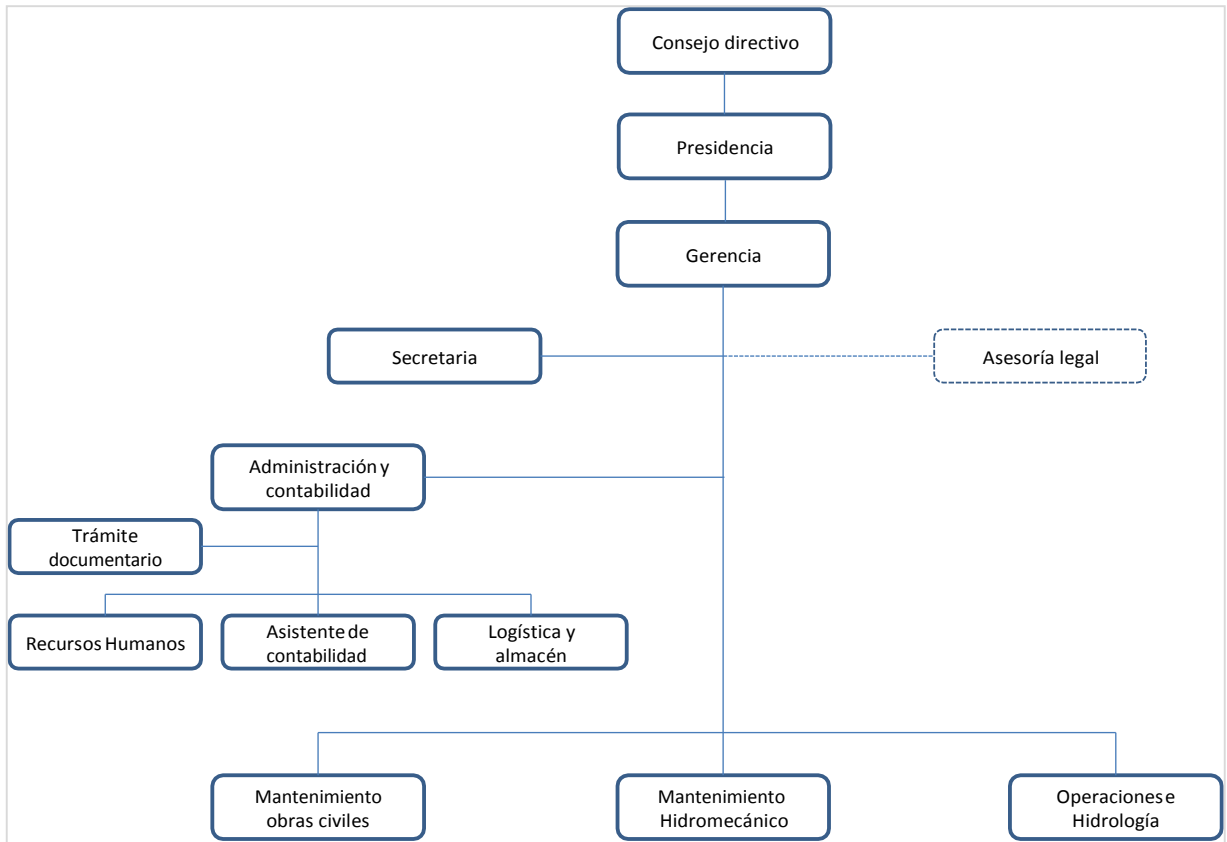 Consejo directivo
Presidencia
Gerencia
Secretaria
Asesoría legal
Administración y
contabilidad
Trámite
documentario
Recursos Humanos
Asistente de
contabilidad
Logística y
almacén
Mantenimiento
obras civiles
Mantenimiento
Hidromecánico
Operaciones e
Hidrología